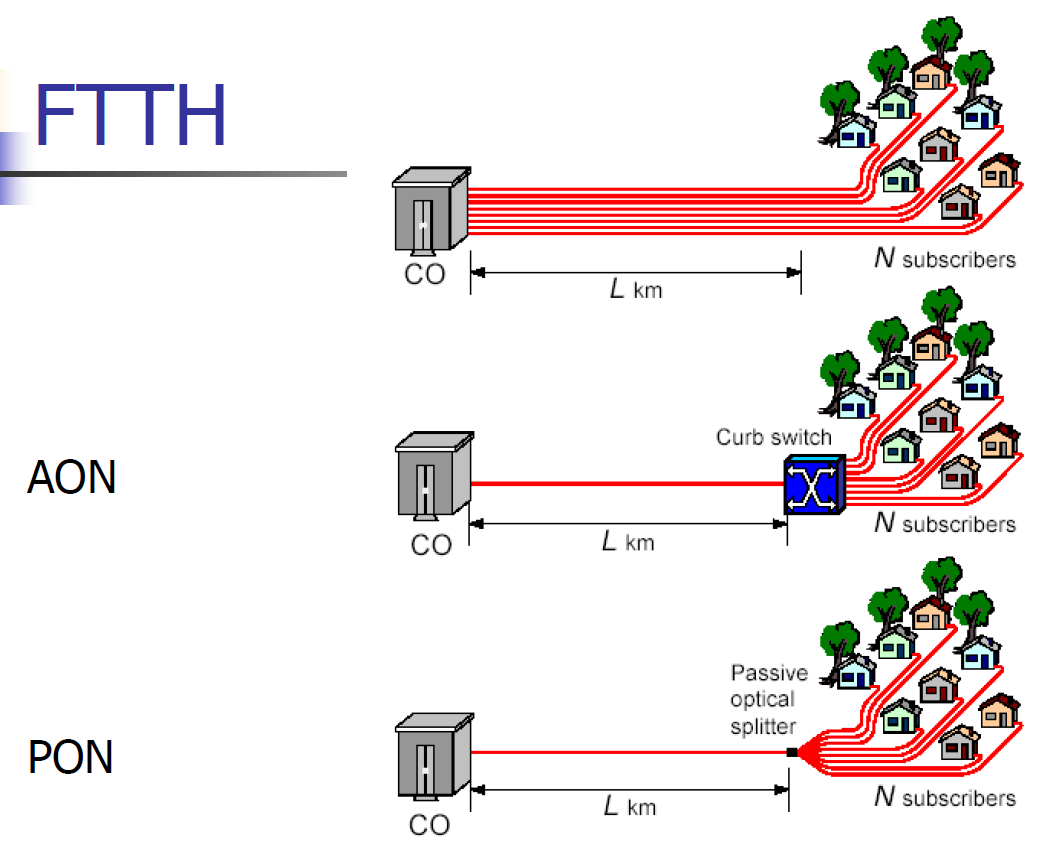 FTTH
CO
L km
N subscribers
AON
Curb switch
CO
L km
N subscribers
PON
Passive
optical
splitter
CO
L km
N subscribers